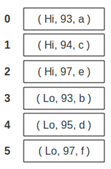 0 ( Hi, 93, a )
1 ( Hi, 94, c )
2 ( Hi, 97, e )
3 ( Lo, 93, b )
4 ( Lo, 95, d )
5 ( Lo, 97, f )